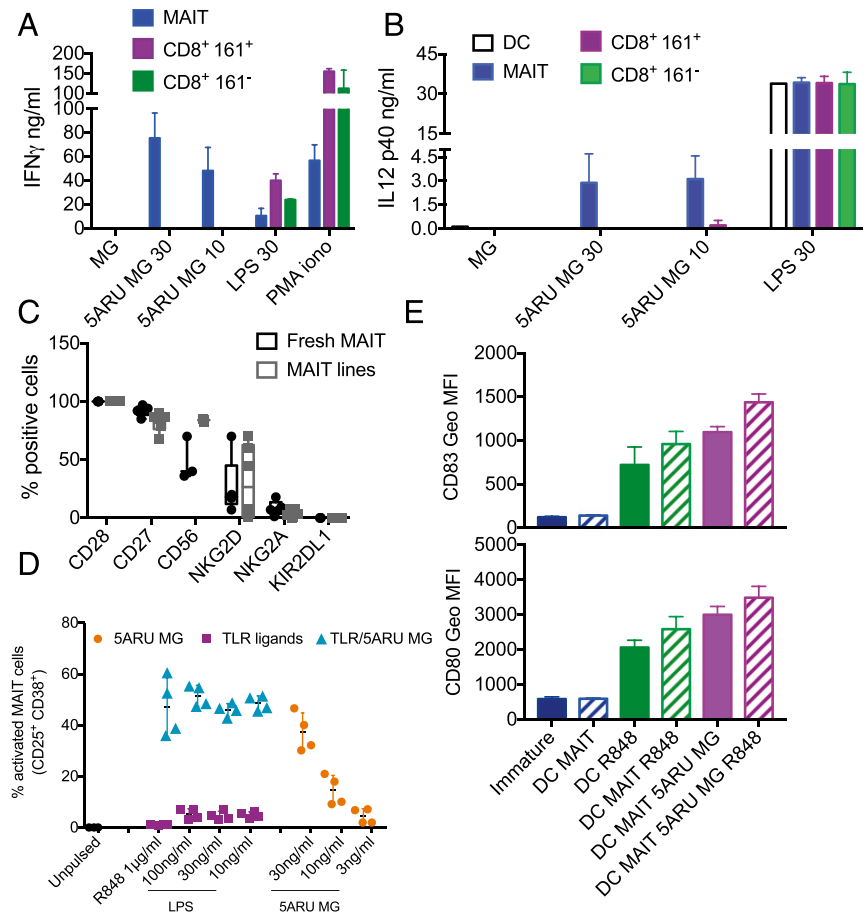 A
MAIT
CD8+ 161+
CD8+ 161-
IFNγ ng/ml
200
150
100
100
80
60
40
20
0
MG
5ARU MG 30
5ARU MG 10
LPS 30
PMA iono
B
DC
MAIT
CD8+ 161+
CD8+ 161-
IL12 p40 ng/ml
45
30
15
4.5
3.0
1.5
0.0
MG
5ARU MG 30
5ARU MG 10
LPS 30
C
Fresh MAIT
MAIT lines
% positive cells
150
100
50
0
CD28
CD27
CD56
NKG2D
NKG2A
KIR2DL1
D
5ARU MG
TLR ligands
TLR/5ARU MG
% activated MAIT cells
(CD25+ CD38+)
80
60
40
20
0
Unpulsed
R848 1µg/ml
100ng/ml
30ng/ml
10ng/ml
30ng/ml
10ng/ml
3ng/ml
LPS
5ARU MG
E
CD83 Geo MFI
2000
1500
1000
500
0
CD80 Geo MFI
5000
4000
3000
2000
1000
0
Immature
DC MAIT
DC R848
DC MAIT R848
DC MAIT 5ARU MG
DC MAIT 5ARU MG R848